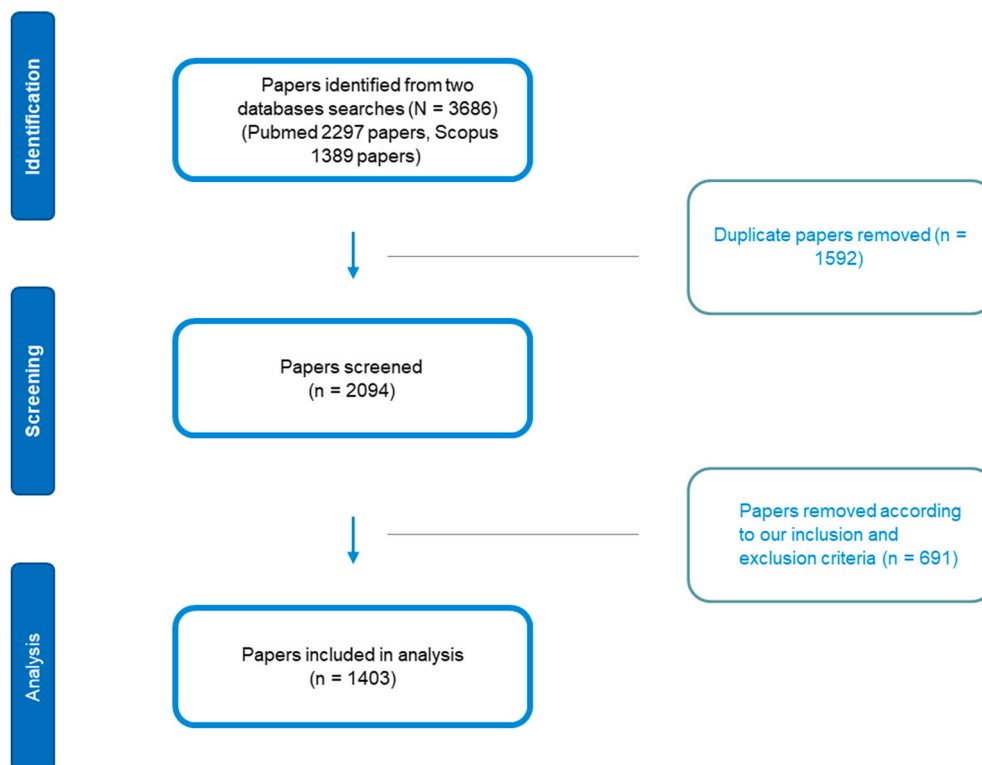 Identification
Papers identified from two
databases searches (N = 3686)
(Pubmed 2297 papers, Scopus
1389 papers)
Duplicate papers removed (n =
1592)
Screening
Papers screened
(n = 2094)
Papers removed according
to our inclusion and
exclusion criteria (n = 691)
Analysis
Papers included in analysis
(n = 1403)